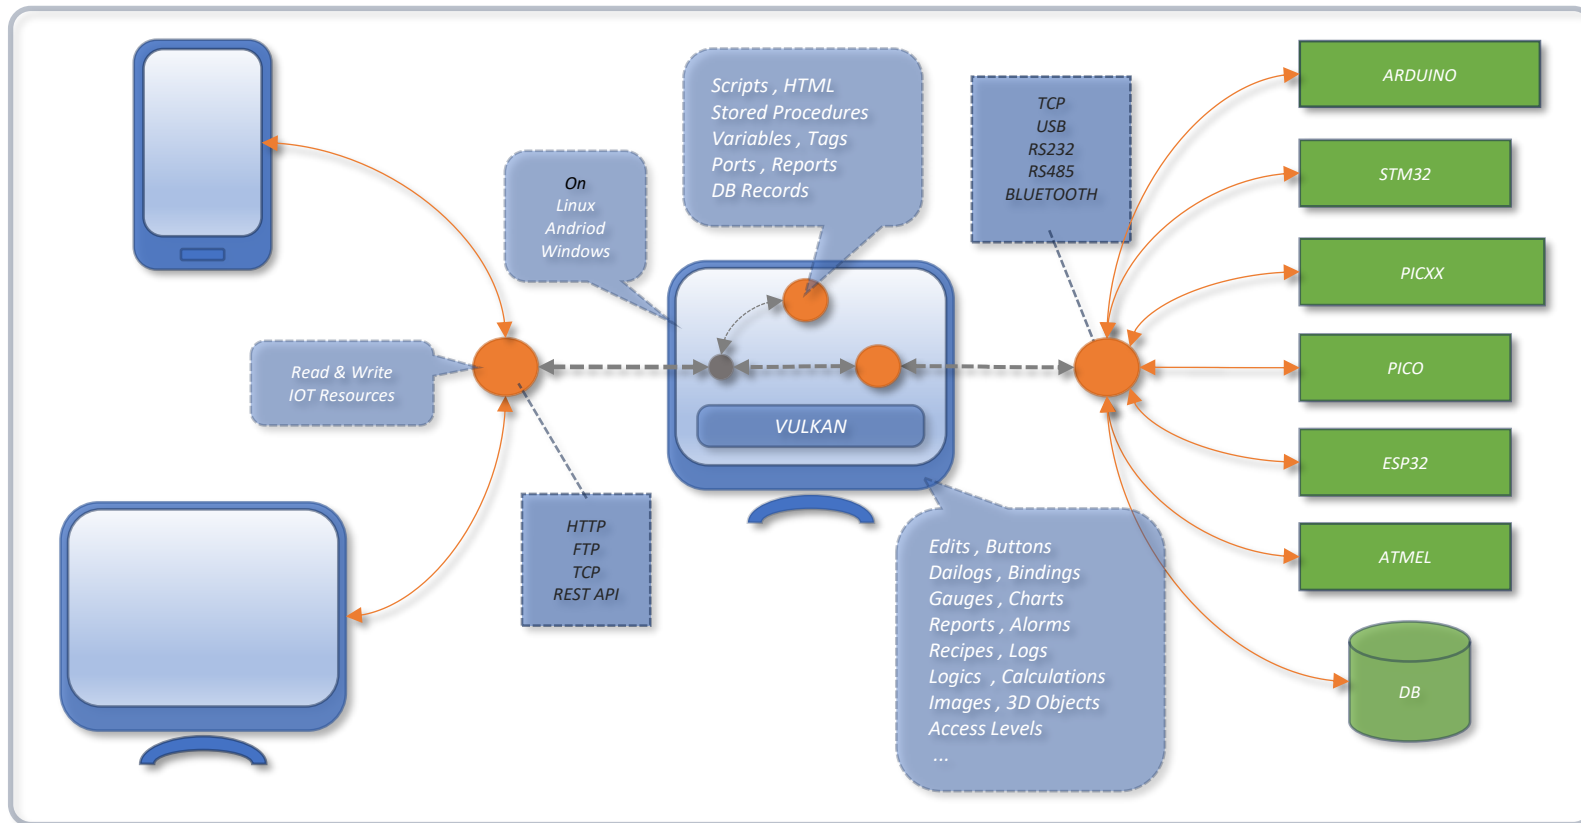 Scripts , HTML
Stored Procedures
Variables , Tags
Ports , Reports
DB Records
On
Linux
Andriod
Windows
TCP
USB
RS232
RS485
BLUETOOTH
ARDUINO
STM32
PICXX
PICO
ESP32
ATMEL
DB
Read & Write
IOT Resources
VULKAN
HTTP
FTP
TCP
REST API
Edits , Buttons
Dailogs , Bindings
Gauges , Charts
Reports , Alorms
Recipes , Logs
Logics , Calculations
Images , 3D Objects
Access Levels
...